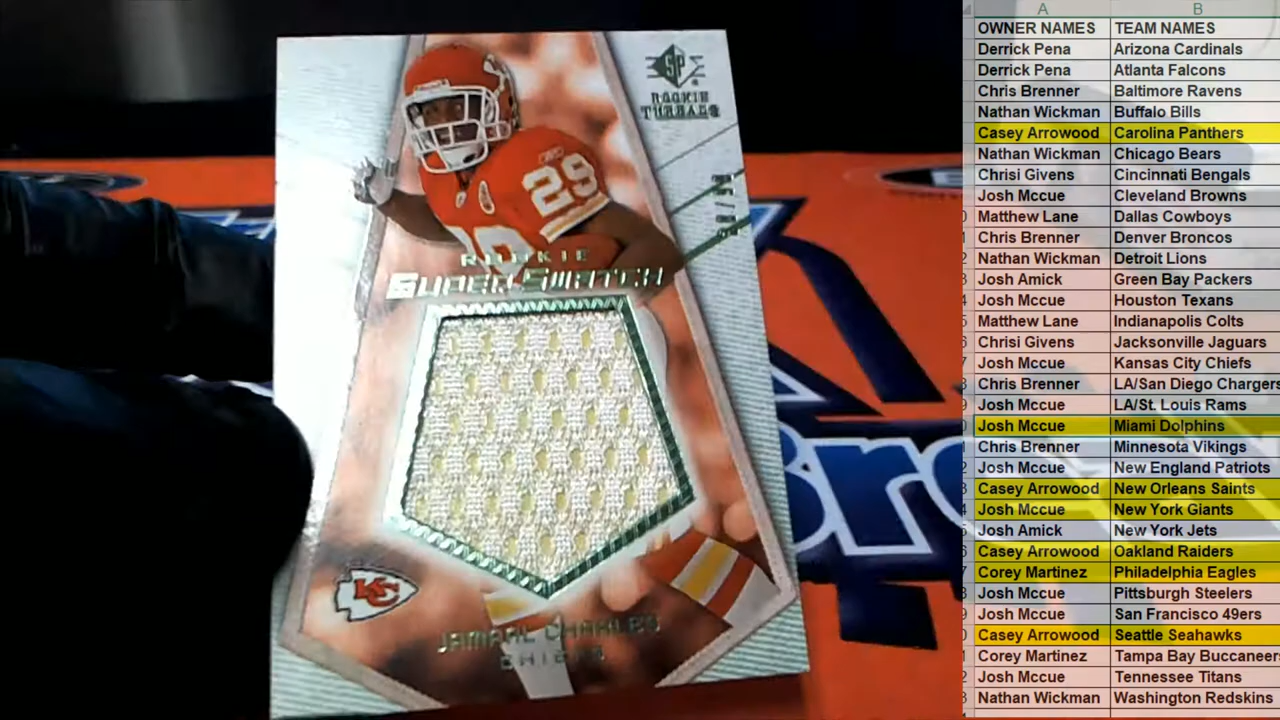 SP
ROOKIE
THREADS
29
ROOKIE
SUPER SWATCH
KC
JAMAAL CHARLES
CHIEFS
A B
OWNER NAMES TEAM NAMES
Derrick Pena Arizona Cardinals
Derrick Pena Atlanta Falcons
Chris Brenner Baltimore Ravens
Nathan Wickman Buffalo Bills
Casey Arrowood Carolina Panthers
Nathan Wickman Chicago Bears
Chrisi Givens Cincinnati Bengals
Josh Mccue Cleveland Browns
Matthew Lane Dallas Cowboys
Chris Brenner Denver Broncos
Nathan Wickman Detroit Lions
Josh Amick Green Bay Packers
Josh Mccue Houston Texans
Matthew Lane Indianapolis Colts
Chrisi Givens Jacksonville Jaguars
Josh Mccue Kansas City Chiefs
Chris Brenner LA/San Diego Chargers
Josh Mccue LA/St. Louis Rams
Josh Mccue Miami Dolphins
Chris Brenner Minnesota Vikings
Josh Mccue New England Patriots
Casey Arrowood New Orleans Saints
Josh Mccue New York Giants
Josh Amick New York Jets
Casey Arrowood Oakland Raiders
Corey Martinez Philadelphia Eagles
Josh Mccue Pittsburgh Steelers
Josh Mccue San Francisco 49ers
Casey Arrowood Seattle Seahawks
Corey Martinez Tampa Bay Buccaneer
Josh Mccue Tennessee Titans
Nathan Wickman Washington Redskins